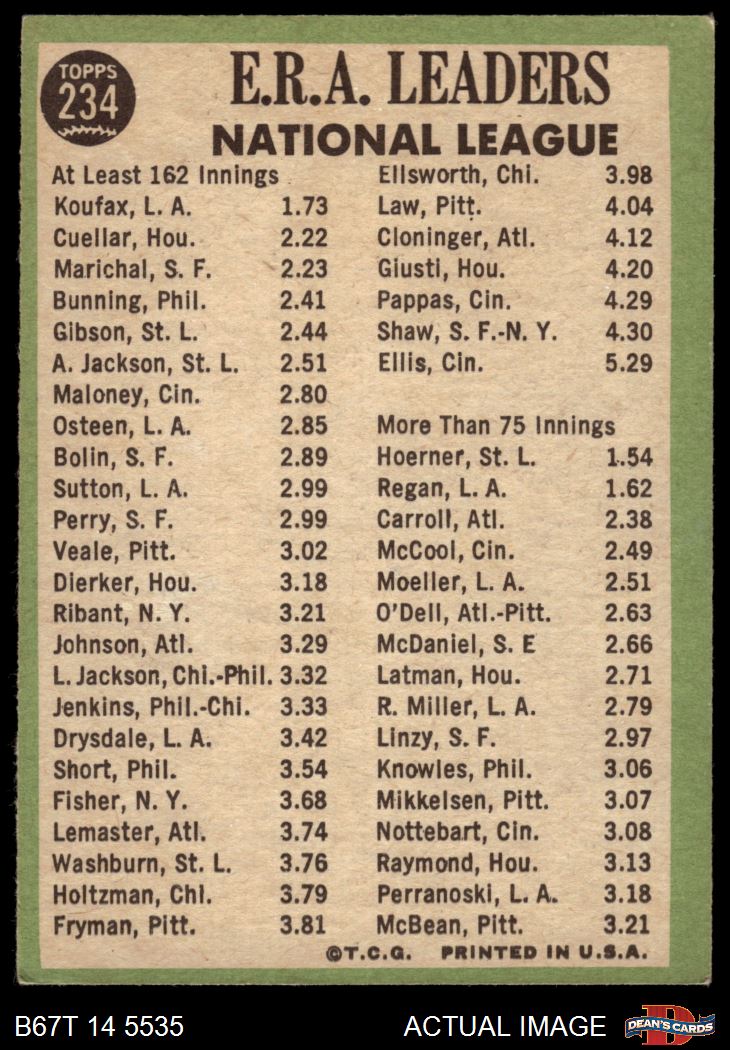 TOPPS
234
E.R.A. LEADERS
NATIONAL LEAGUE
At Least 162 Innings
Koufax, L. A. 1.73
Cuellar, Hou. 2.22
Marichal, S. F. 2.23
Bunning, Phil. 2.41
Gibson, St. L. 2.44
A. Jackson, St. L. 2.51
Maloney, Cin. 2.80
Osteen, L. A. 2.85
Bolin, S. F. 2.89
Sutton, L. A. 2.99
Perry, S. F. 2.99
Veale, Pitt. 3.02
Dierker, Hou. 3.18
Ribant, N. Y. 3.21
Johnson, Atl. 3.29
L. Jackson, Chi.-Phil. 3.32
Jenkins, Phil.-Chi. 3.33
Drysdale, L. A. 3.42
Short, Phil. 3.54
Fisher, N. Y. 3.68
Lemaster, Atl. 3.74
Washburn, St. L. 3.76
Holtzman, Chi. 3.79
Fryman, Pitt. 3.81
Ellsworth, Chi. 3.98
Law, Pitt. 4.04
Cloninger, Atl. 4.12
Giusti, Hou. 4.20
Pappas, Cin. 4.29
Shaw, S. F.-N. Y. 4.30
Ellis, Cin. 5.29
More Than 75 Innings
Hoerner, St. L. 1.54
Regan, L. A. 1.62
Carroll, Atl. 2.38
McCool, Cin. 2.49
Moeller, L. A. 2.51
O'Dell, Atl.-Pitt. 2.63
McDaniel, S. E 2.66
Latman, Hou. 2.71
R. Miller, L. A. 2.79
Linzy, S. F. 2.97
Knowles, Phil. 3.06
Mikkelsen, Pitt. 3.07
Nottebart, Cin. 3.08
Raymond, Hou. 3.13
Perranoski, L. A. 3.18
McBean, Pitt. 3.21
©T.C.G. PRINTED IN U.S.A.
B67T 14 5535 ACTUAL IMAGE
D
DEAN'S CARDS